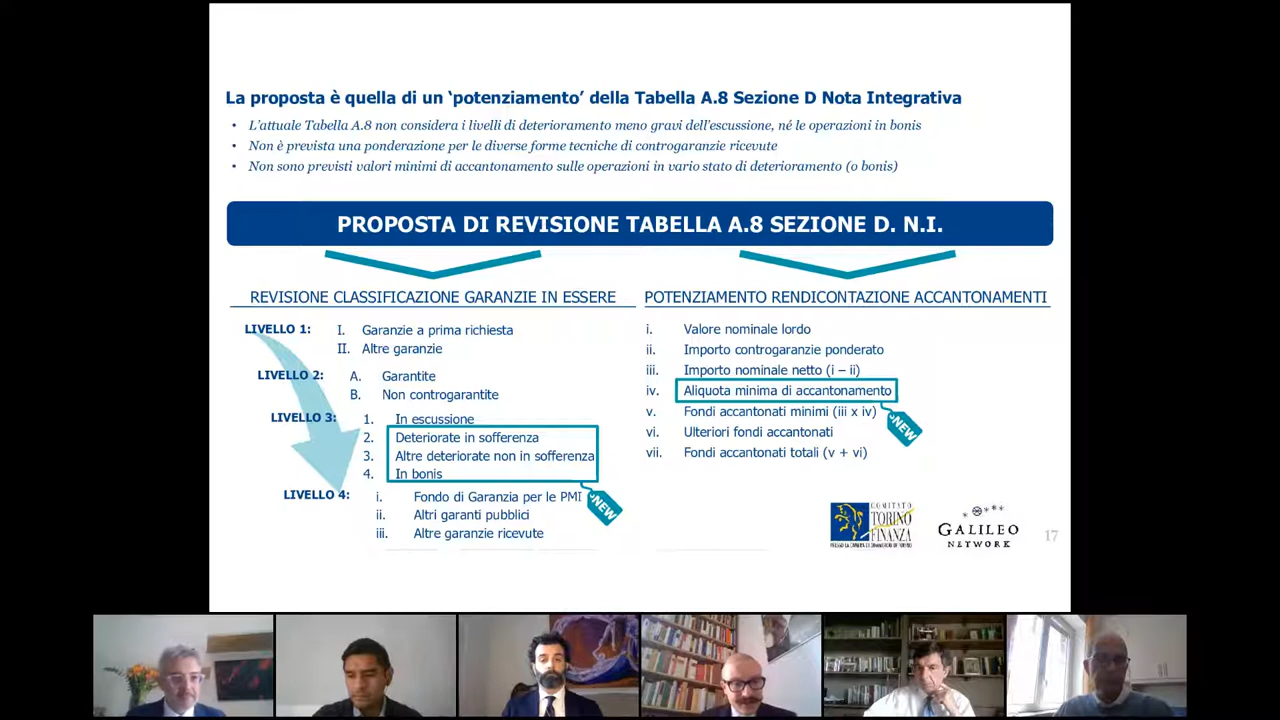 La proposta è quella di un ‘potenziamento’ della Tabella A.8 Sezione D Nota Integrativa
• L’attuale Tabella A.8 non considera i livelli di deterioramento meno gravi dell’escussione, né le operazioni in bonis
• Non è prevista una ponderazione per le diverse forme tecniche di controgaranzie ricevute
• Non sono previsti valori minimi di accantonamento sulle operazioni in vario stato di deterioramento (o bonis)
PROPOSTA DI REVISIONE TABELLA A.8 SEZIONE D. N.I.
REVISIONE CLASSIFICAZIONE GARANZIE IN ESSERE
LIVELLO 1:
I. Garanzie a prima richiesta
II. Altre garanzie
LIVELLO 2:
A. Garantite
B. Non controgarantite
LIVELLO 3:
1. In escussione
2. Deteriorate in sofferenza
3. Altre deteriorate non in sofferenza
4. In bonis
NEW
LIVELLO 4:
i. Fondo di Garanzia per le PMI
ii. Altri garanti pubblici
iii. Altre garanzie ricevute
POTENZIAMENTO RENDICONTAZIONE ACCANTONAMENTI
i. Valore nominale lordo
ii. Importo controgaranzie ponderato
iii. Importo nominale netto (i – ii)
iv. Aliquota minima di accantonamento
v. Fondi accantonati minimi (iii x iv)
NEW
vi. Ulteriori fondi accantonati
vii. Fondi accantonati totali (v + vi)
COMITATO
TORINO
FINANZA
PRESSO LA CAMERA DI COMMERCIO DI TORINO
GALILEO
NETWORK
17